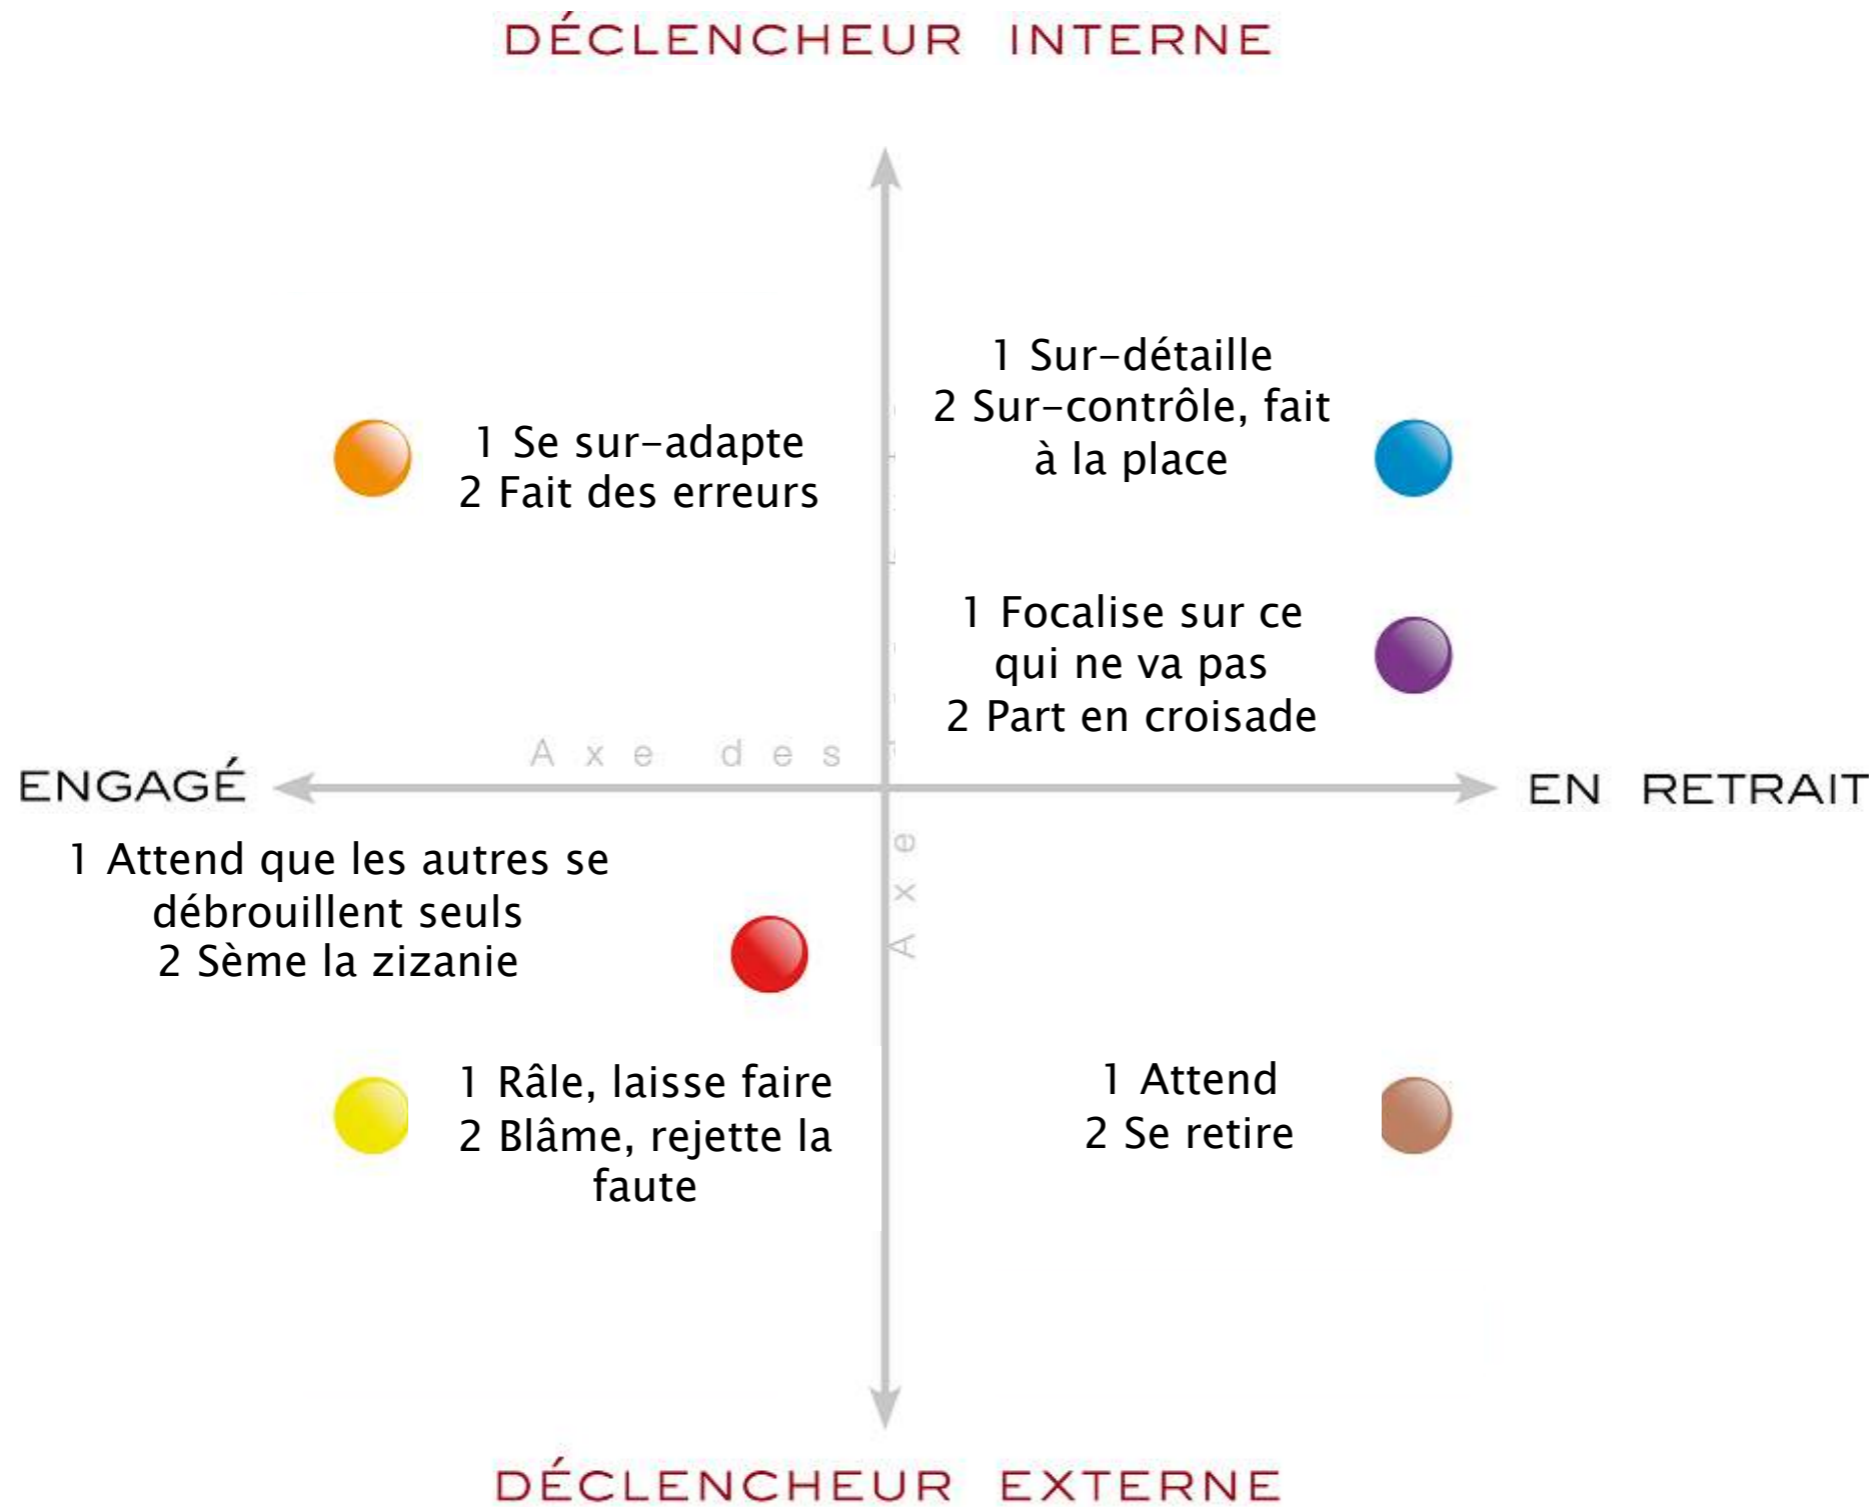 DÉCLENCHEUR INTERNE
1 Sur-détaille
2 Sur-contrôle, fait
à la place
1 Se sur-adapte
2 Fait des erreurs
1 Focalise sur ce
qui ne va pas
2 Part en croisade
Axe des
ENGAGÉ
EN RETRAIT
Axe
1 Attend que les autres se
débrouillent seuls
2 Sème la zizanie
1 Râle, laisse faire
2 Blâme, rejette la
faute
1 Attend
2 Se retire
DÉCLENCHEUR EXTERNE